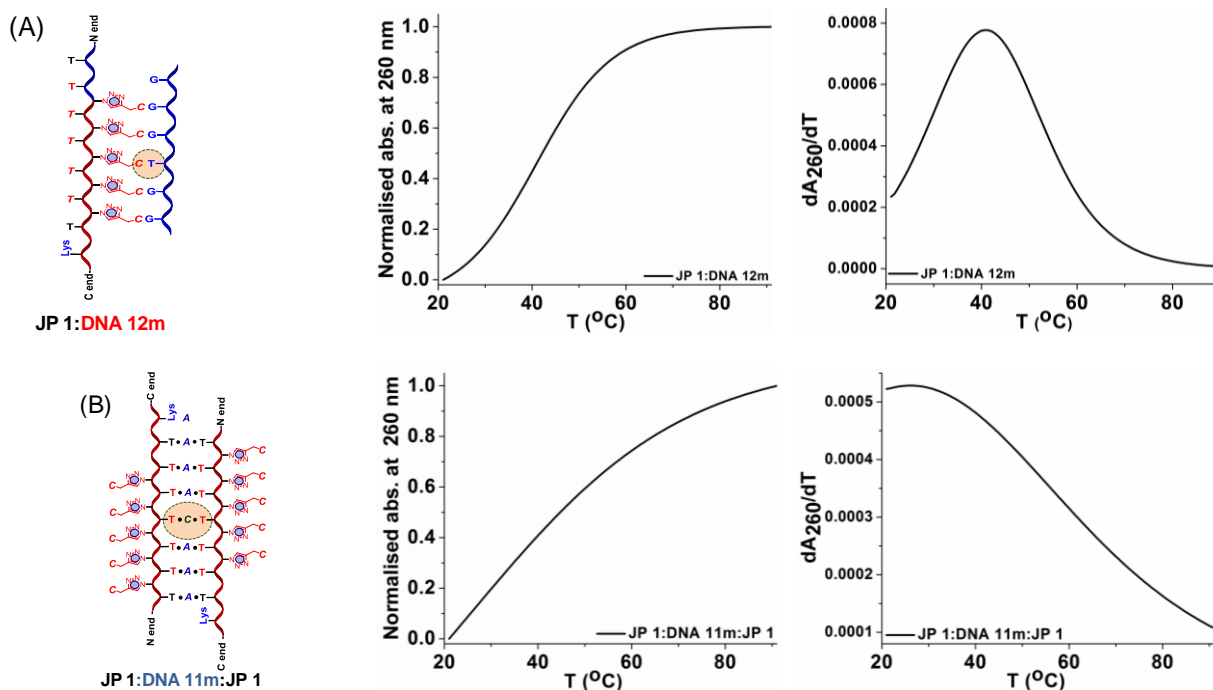 (A)
N end
T
T
G
N N N C G
T
N N N C G
T
N N N C T
T
N N N C G
T
N N N C G
T
Lys
C end
JP 1:DNA 12m
Normalised abs. at 260 nm
1.0
0.8
0.6
0.4
0.2
0.0
20 40 60 80
T (ºC)
JP 1:DNA 12m
dA260/dT
0.0008
0.0006
0.0004
0.0002
0.0000
20 40 60 80
T (ºC)
JP 1:DNA 12m
(B)
C end
N end
Lys A
T•A•T
N N N C
T•A•T
C N N N
N N N C
T•A•T
C N N N
N N N C
T•C•T
C N N N
N N N C
T•A•T
C N N N
N N N C
T•A•T
C N N N
T•A•T
N end
Lys
C end
JP 1:DNA 11m:JP 1
Normalised abs. at 260 nm
1.0
0.8
0.6
0.4
0.2
0.0
20 40 60 80
T (ºC)
JP 1:DNA 11m:JP 1
dA260/dT
0.0005
0.0004
0.0003
0.0002
0.0001
20 40 60 80
T (ºC)
JP 1:DNA 11m:JP 1